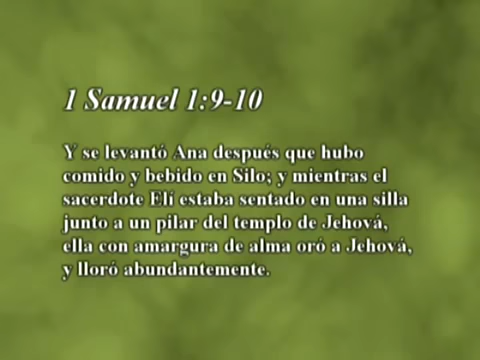 1 Samuel 1:9-10
Y se levantó Ana después que hubo
comido y bebido en Silo; y mientras el
sacerdote Elí estaba sentado en una silla
junto a un pilar del templo de Jehová,
ella con amargura de alma oró a Jehová,
y lloró abundantemente.